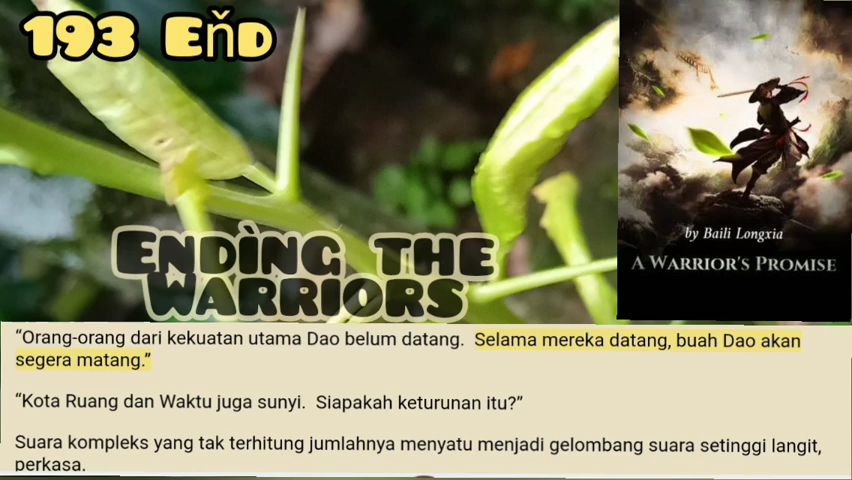 193 Eňd
by Baili Longxia
A Warrior's Promise
Endìng the
Warriors
“Orang-orang dari kekuatan utama Dao belum datang. Selama mereka datang, buah Dao akan
segera matang.”
“Kota Ruang dan Waktu juga sunyi. Siapakah keturunan itu?”
Suara kompleks yang tak terhitung jumlahnya menyatu menjadi gelombang suara setinggi langit,
perkasa.